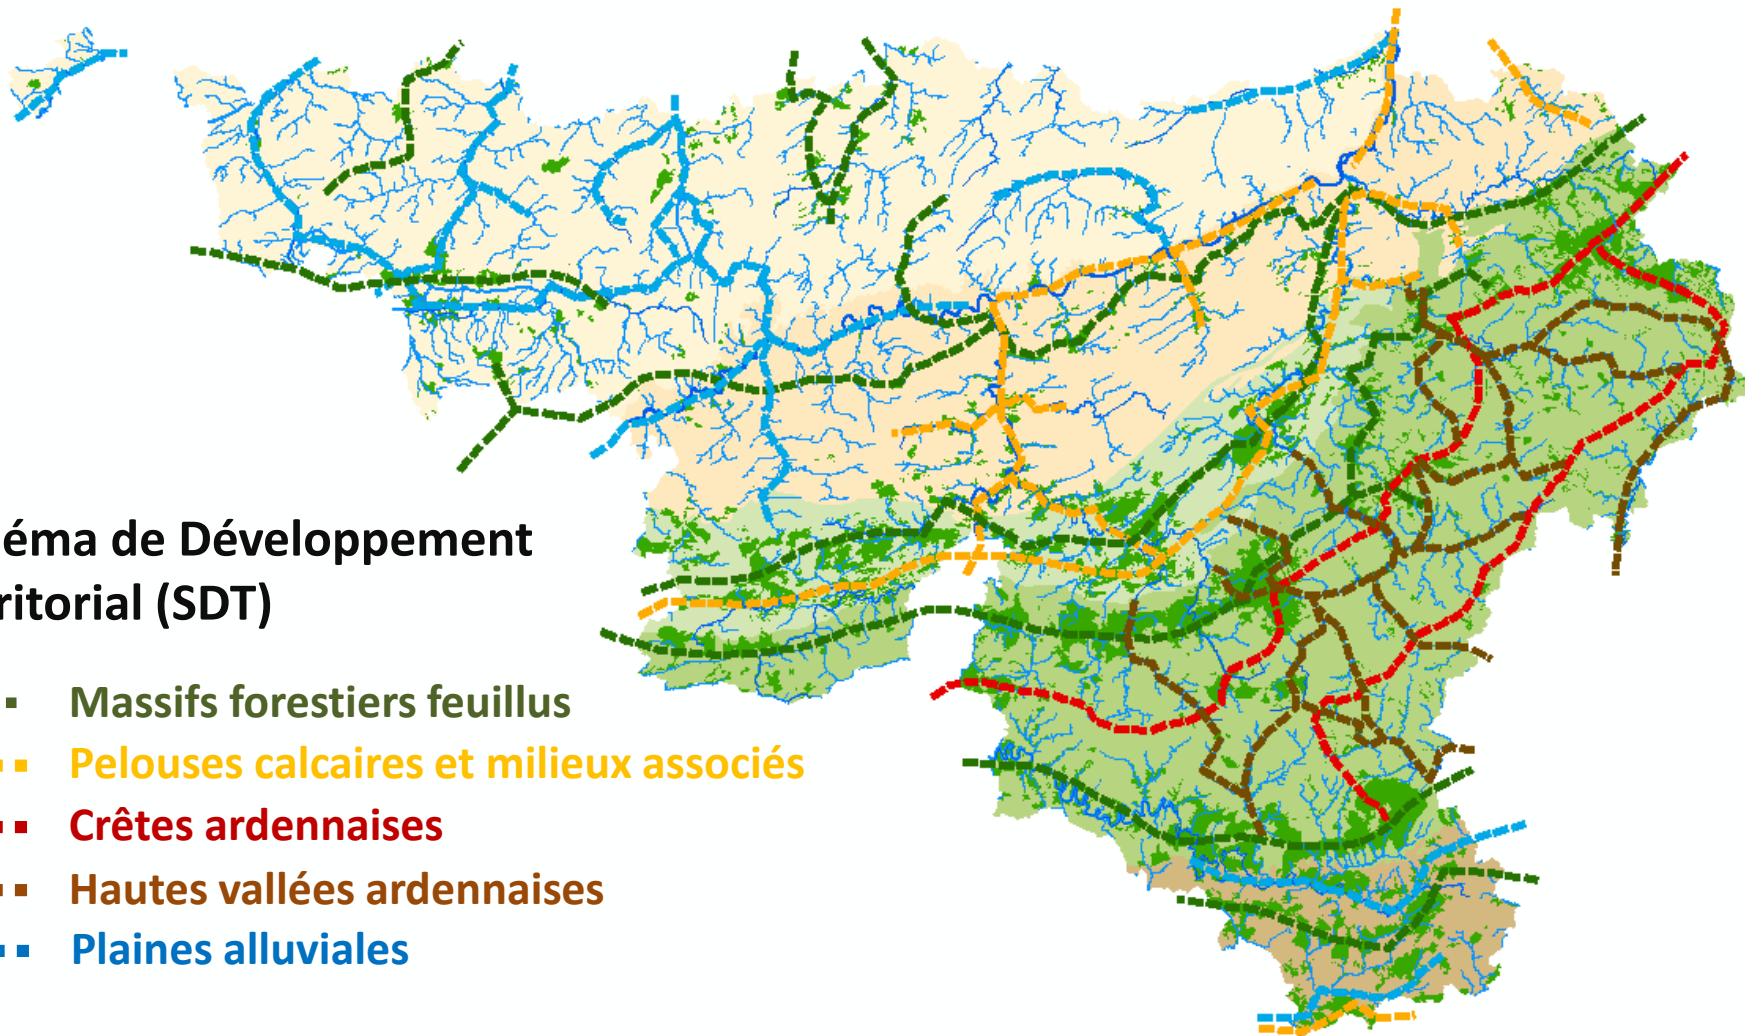 éma de Développement
ritorial (SDT)
Massifs forestiers feuillus
Pelouses calcaires et milieux associés
Crêtes ardennaises
Hautes vallées ardennaises
Plaines alluviales